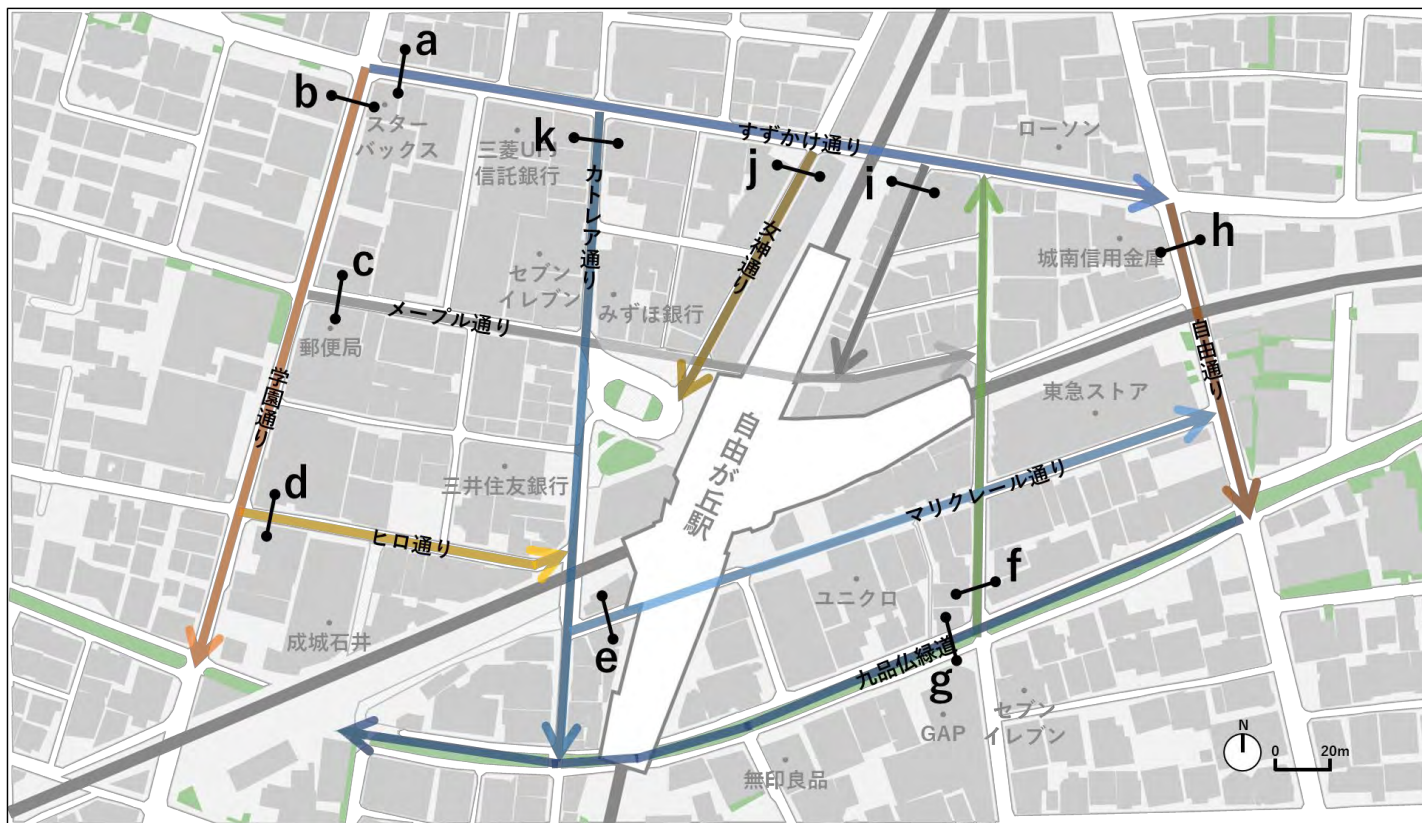 a
b
スター
バックス
k
三菱UFJ
信託銀行
すずかけ通り
ローソン
j
i
カトレア通り
女神通り
h
城南信用金庫
c
セブン
イレブン
メープル通り
みずほ銀行
郵便局
学園通り
自由通り
東急ストア
自由が丘駅
d
三井住友銀行
マリクレール通り
ヒロ通り
f
ユニクロ
成城石井
e
九品仏緑道
g
GAP
セブン
イレブン
無印良品
N
0
20m